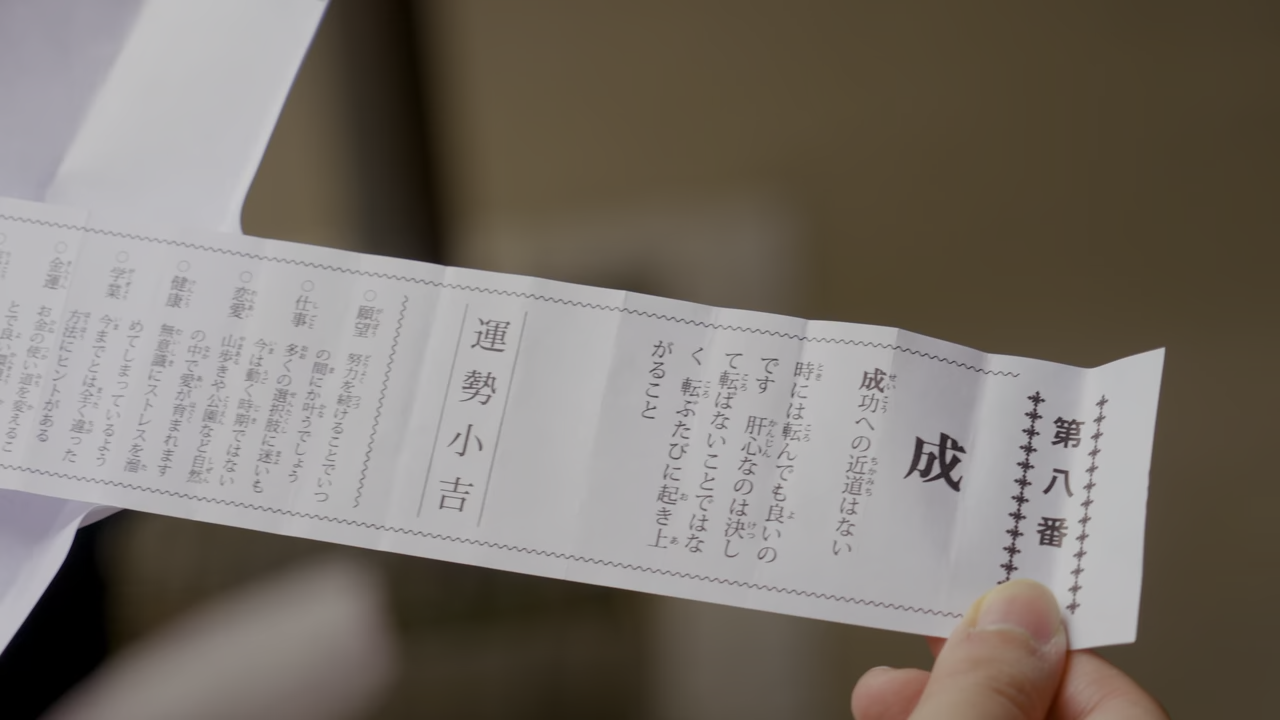 第八番
成
成功への近道はない
時には転んでも良いの
です　肝心なのは決し
て転ばないことではな
く　転ぶたびに起き上
がること
運勢小吉
○願望　努力を続けることでいつ
の間にか叶うでしょう
○仕事　多くの選択肢に迷いも
今は動く時期ではない
○恋愛　山歩きや公園など自然
の中で愛が育まれます
○健康　無意識にストレスを溜
めてしまっているよう
○学業　今までとは全く違った
方法にヒントがある
○金運　お金の使い道を変えるこ
とで良い